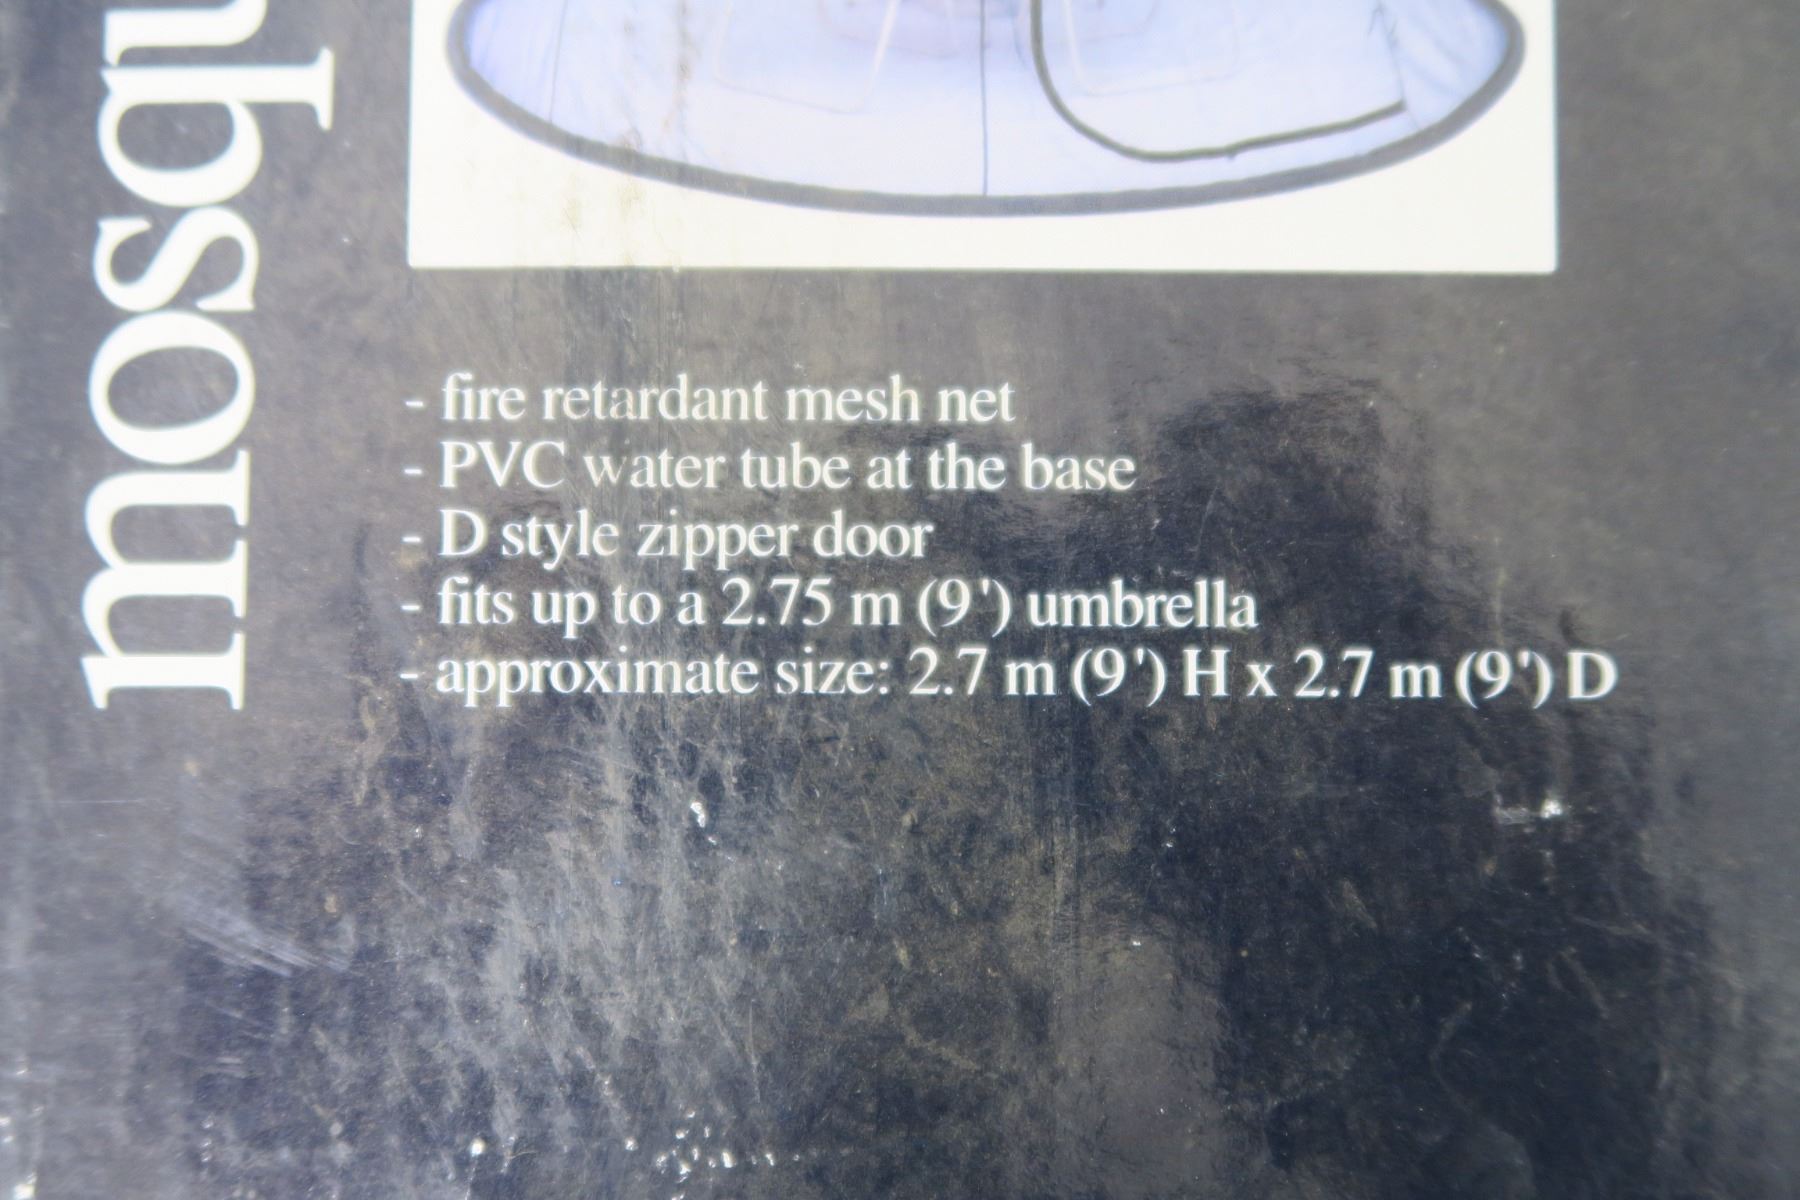 mosqu
- fire retardant mesh net
- PVC water tube at the base
- D style zipper door
- fits up to a 2.75 m (9') umbrella
- approximate size: 2.7 m (9') H x 2.7 m (9') D